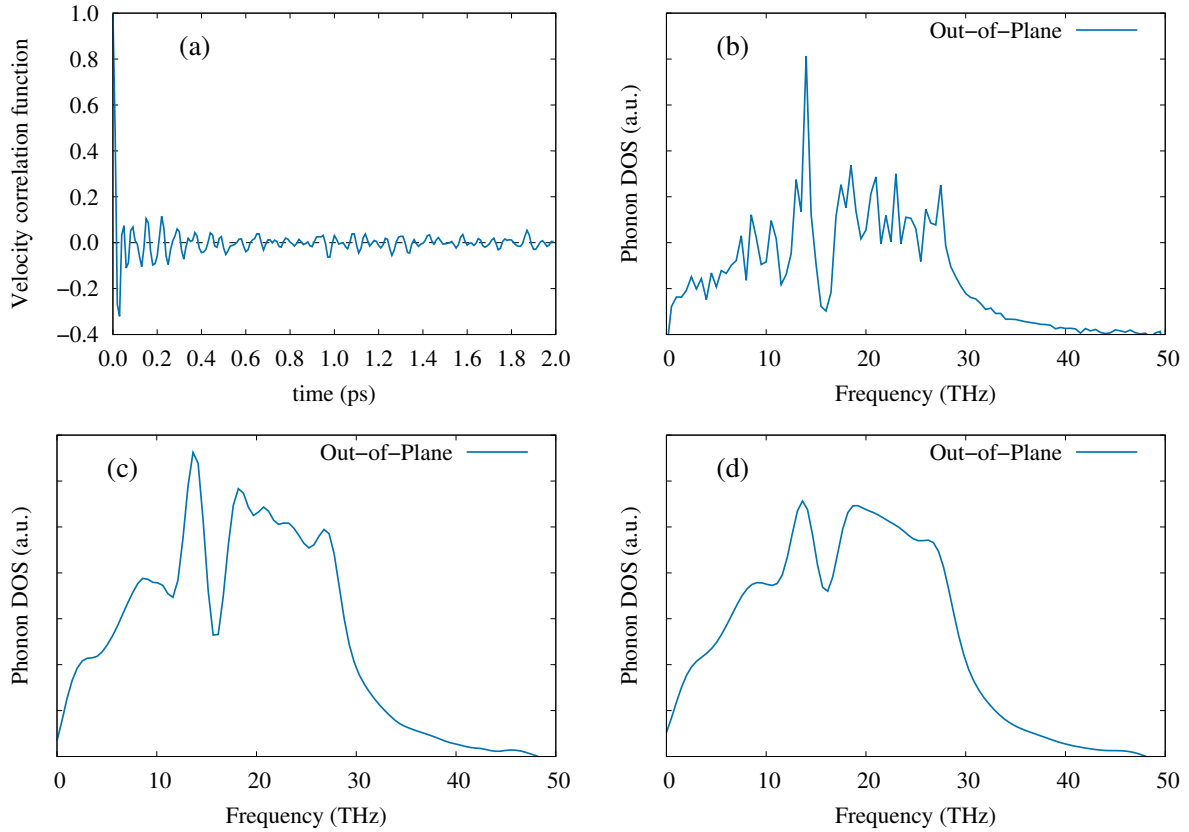 (a)
Velocity correlation function
1.0
0.8
0.6
0.4
0.2
0.0
−0.2
−0.4
0.0 0.2 0.4 0.6 0.8 1.0 1.2 1.4 1.6 1.8 2.0
time (ps)
(b)
Out−of−Plane
Phonon DOS (a.u.)
0 10 20 30 40 50
Frequency (THz)
(c)
Out−of−Plane
Phonon DOS (a.u.)
0 10 20 30 40 50
Frequency (THz)
(d)
Out−of−Plane
Phonon DOS (a.u.)
0 10 20 30 40 50
Frequency (THz)